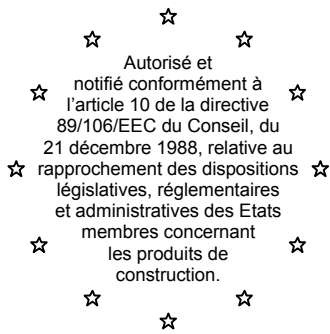 Autorisé et
notifié conformément à
l’article 10 de la directive
89/106/EEC du Conseil, du
21 décembre 1988, relative au
rapprochement des dispositions
législatives, réglementaires
et administratives des Etats
membres concernant
les produits de
construction.